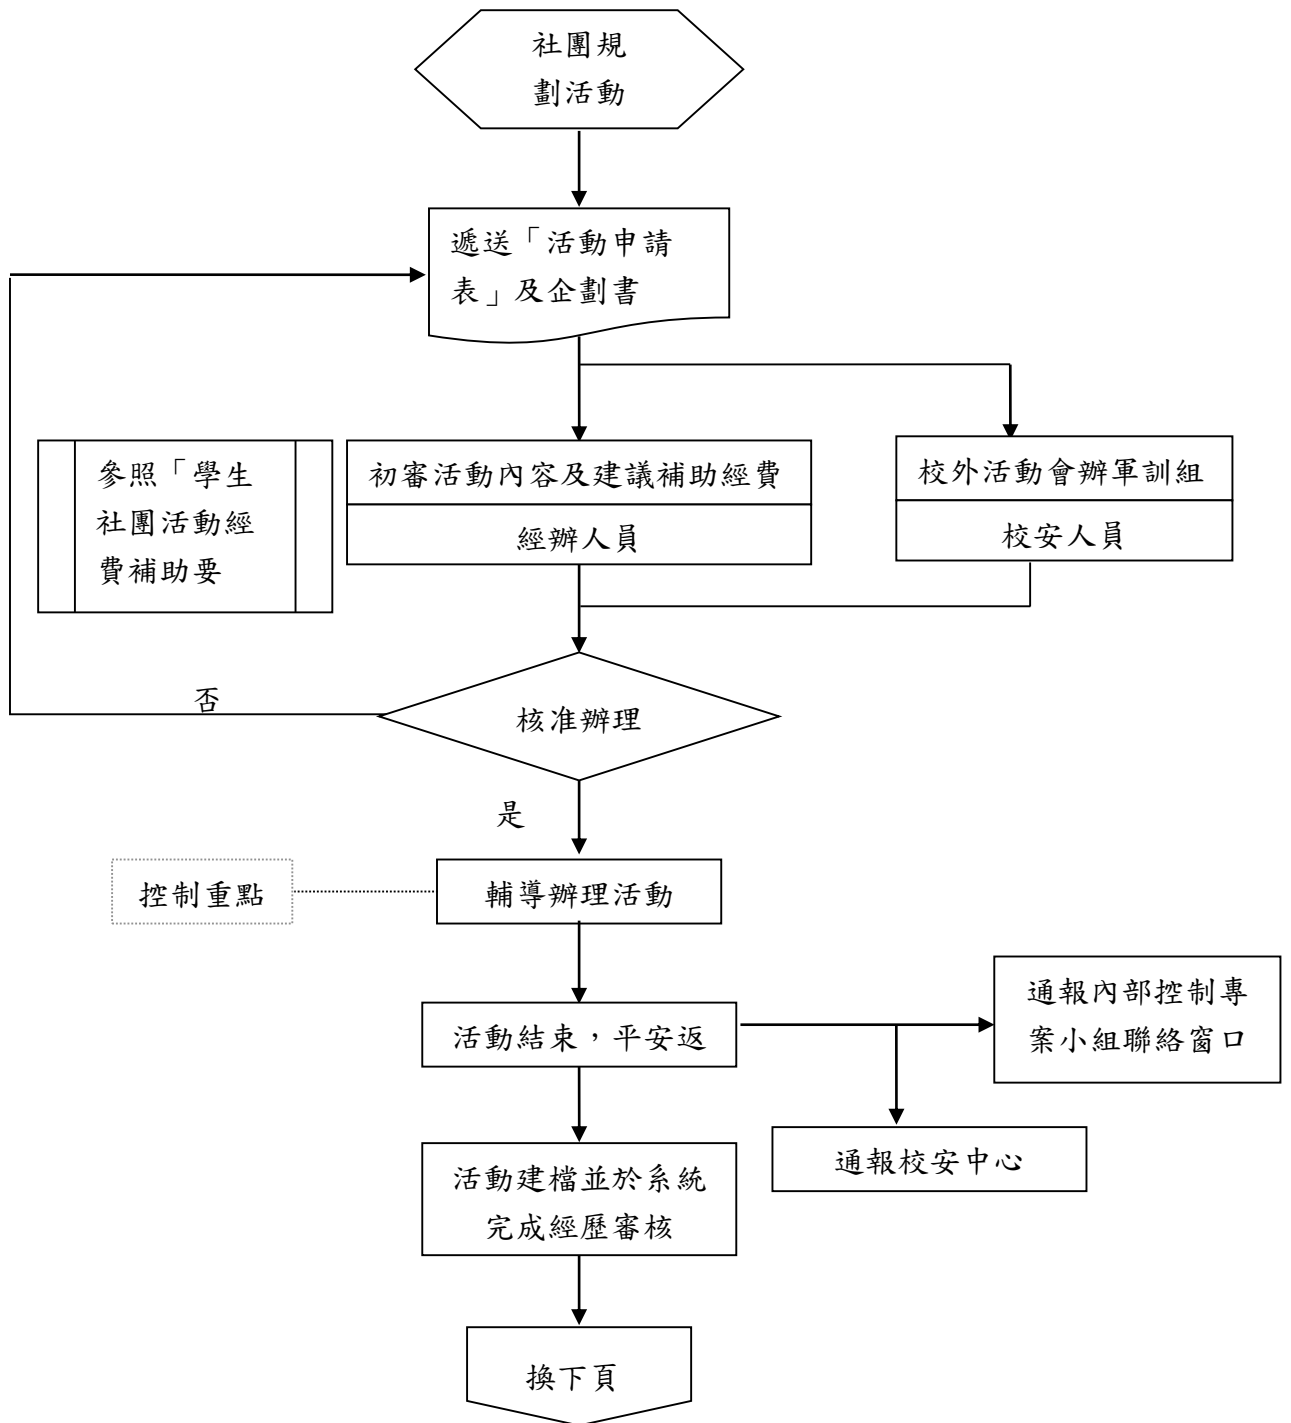 社團規
劃活動
遞送「活動申請
表」及企劃書
參照「學生
社團活動經
費補助要
初審活動內容及建議補助經費
經辦人員
校外活動會辦軍訓組
校安人員
否
核准辦理
是
控制重點
輔導辦理活動
活動結束，平安返
通報內部控制專
案小組聯絡窗口
通報校安中心
活動建檔並於系統
完成經歷審核
換下頁